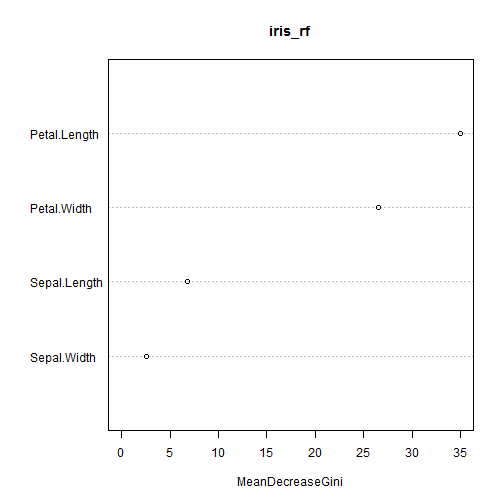 iris_rf
Petal.Length
Petal.Width
Sepal.Length
Sepal.Width
0 5 10 15 20 25 30 35
MeanDecreaseGini